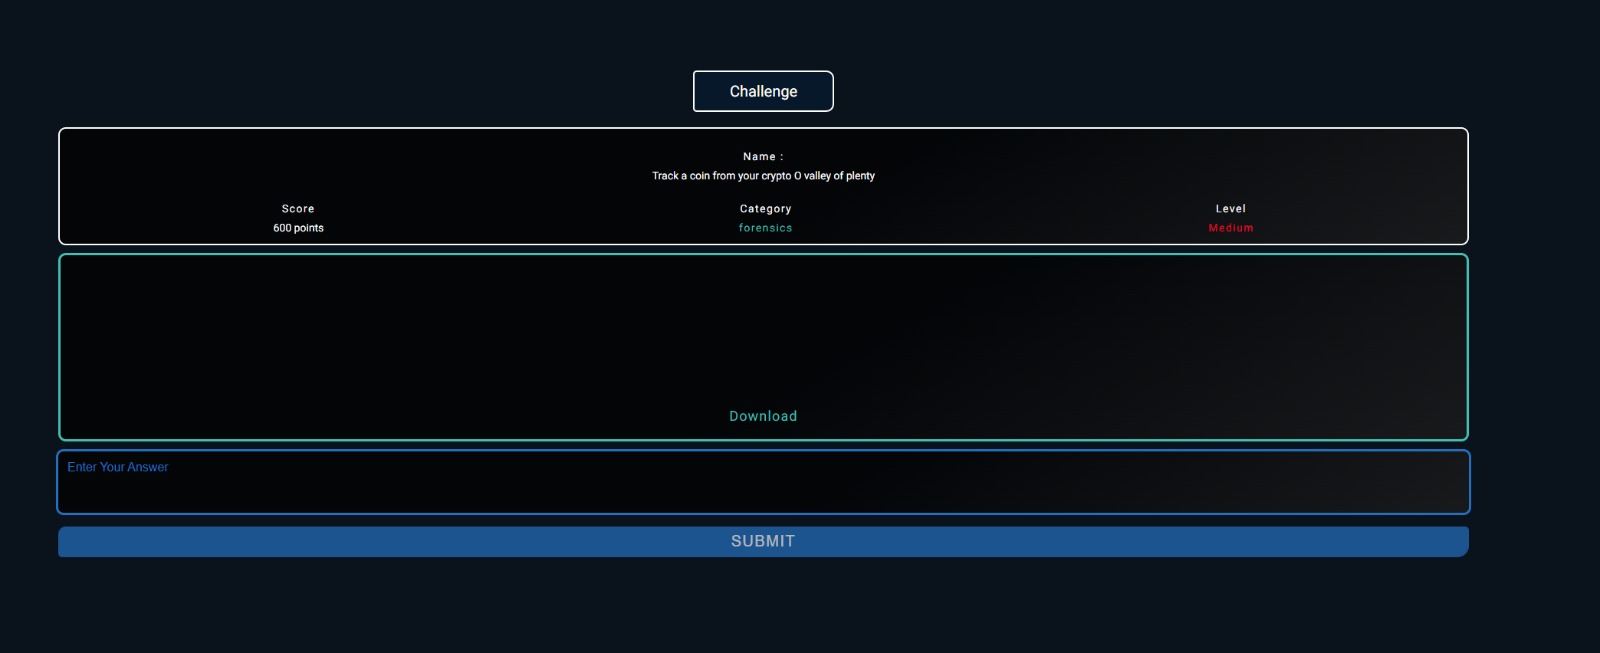 Challenge
Name :
Track a coin from your crypto O valley of plenty
Score
Category
Level
600 points
forensics
Medium
Download
Enter Your Answer
SUBMIT